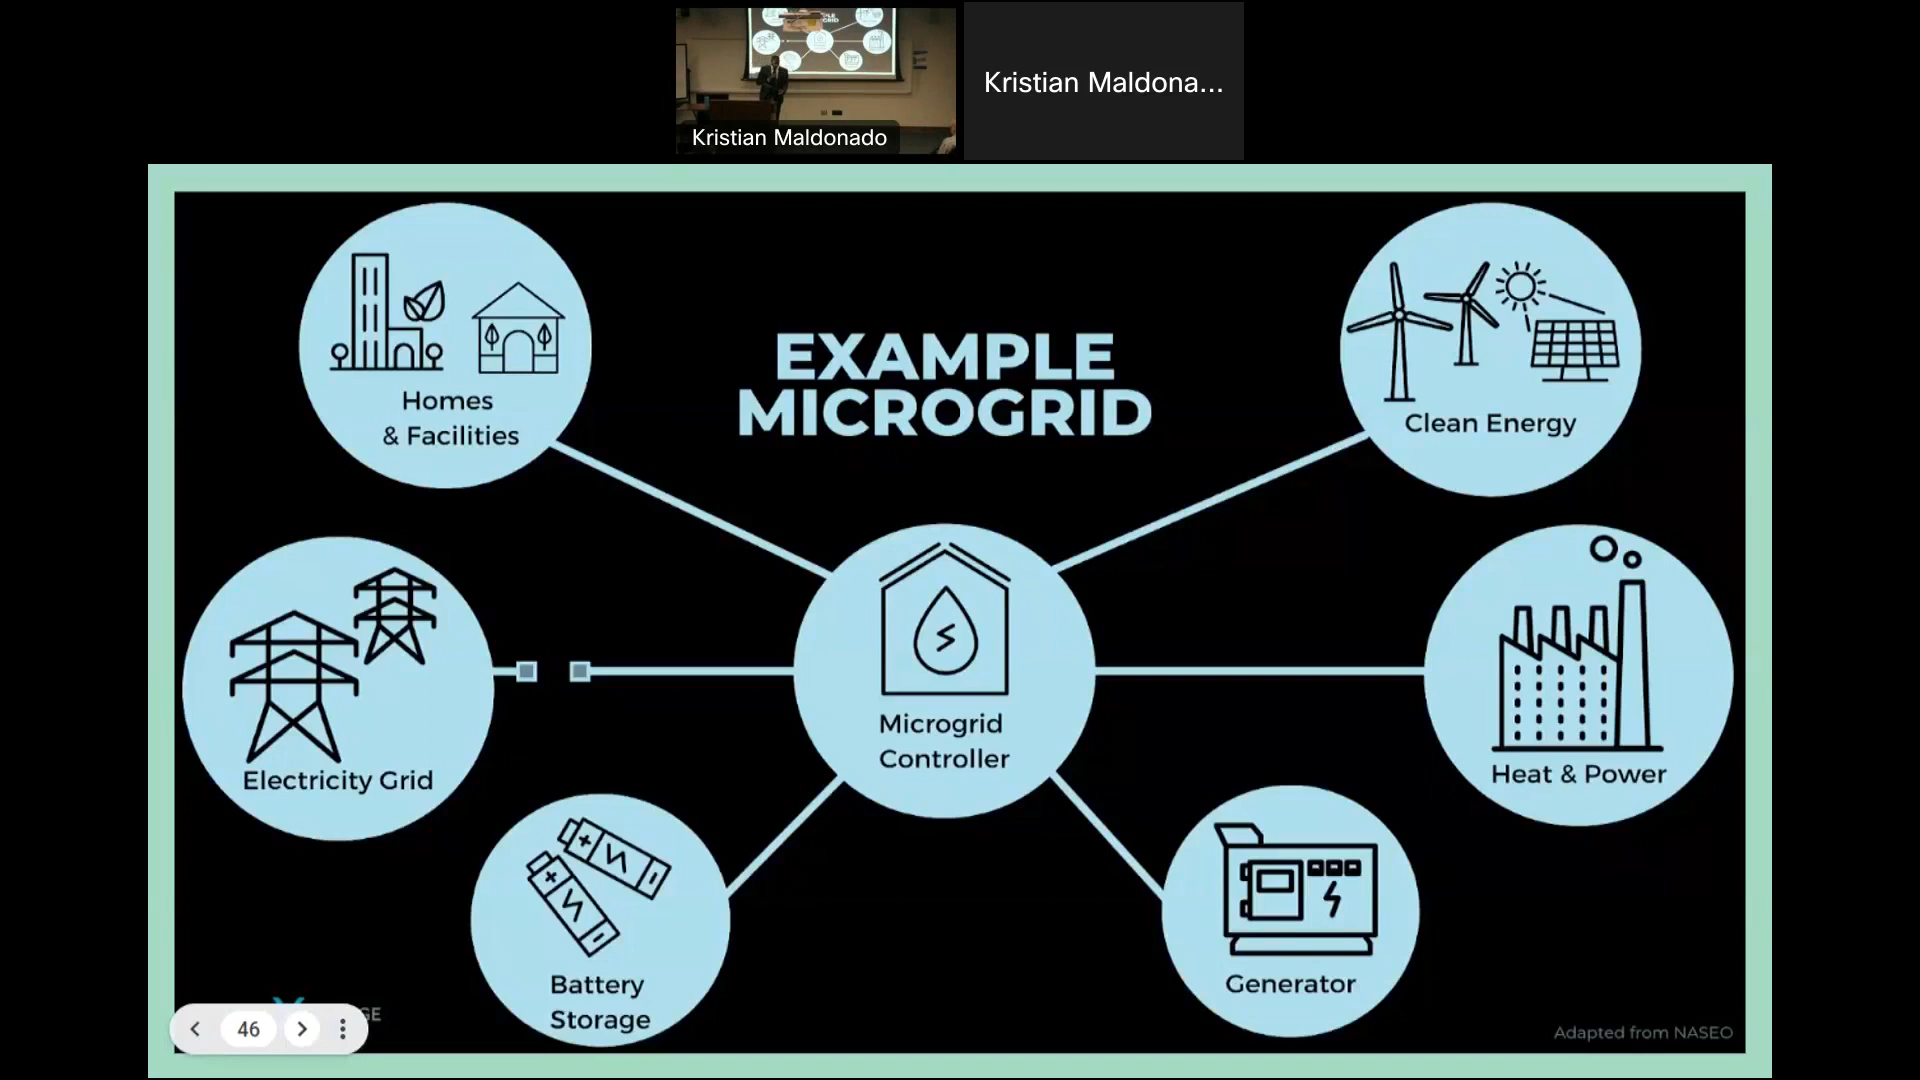 Kristian Maldonado
Kristian Maldona...
EXAMPLE
MICROGRID
Homes
& Facilities
Clean Energy
Electricity Grid
Microgrid
Controller
Heat & Power
Battery
Storage
Generator
46
GE
Adapted from NASEO